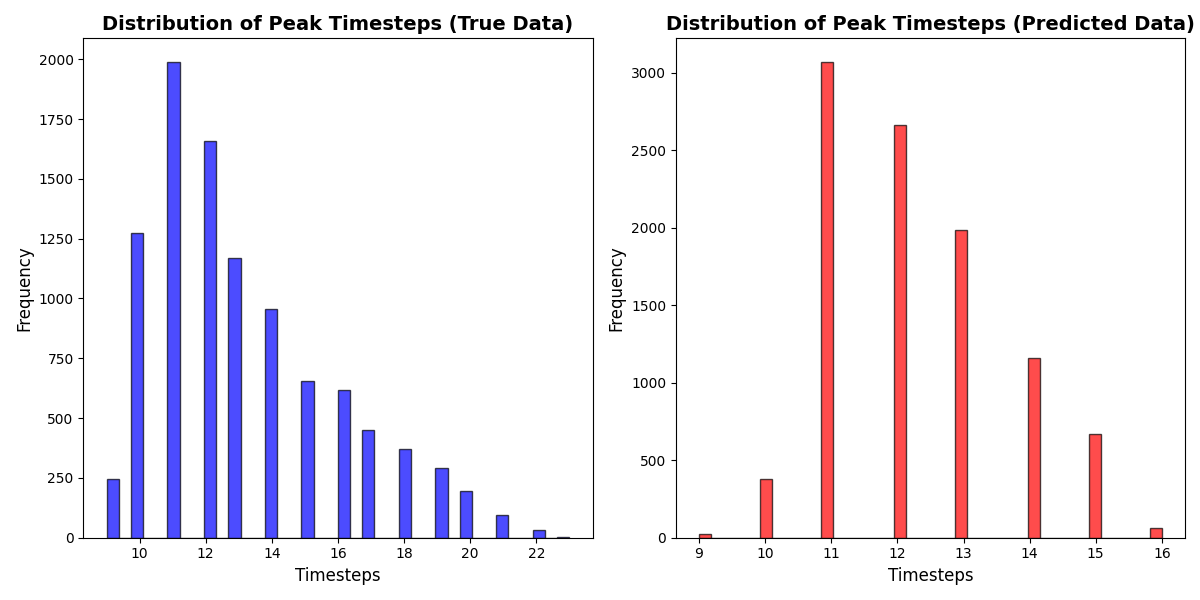 Distribution of Peak Timesteps (True Data)
Frequency
2000
1750
1500
1250
1000
750
500
250
0
10 12 14 16 18 20 22
Timesteps
Distribution of Peak Timesteps (Predicted Data)
Frequency
3000
2500
2000
1500
1000
500
0
9 10 11 12 13 14 15 16
Timesteps